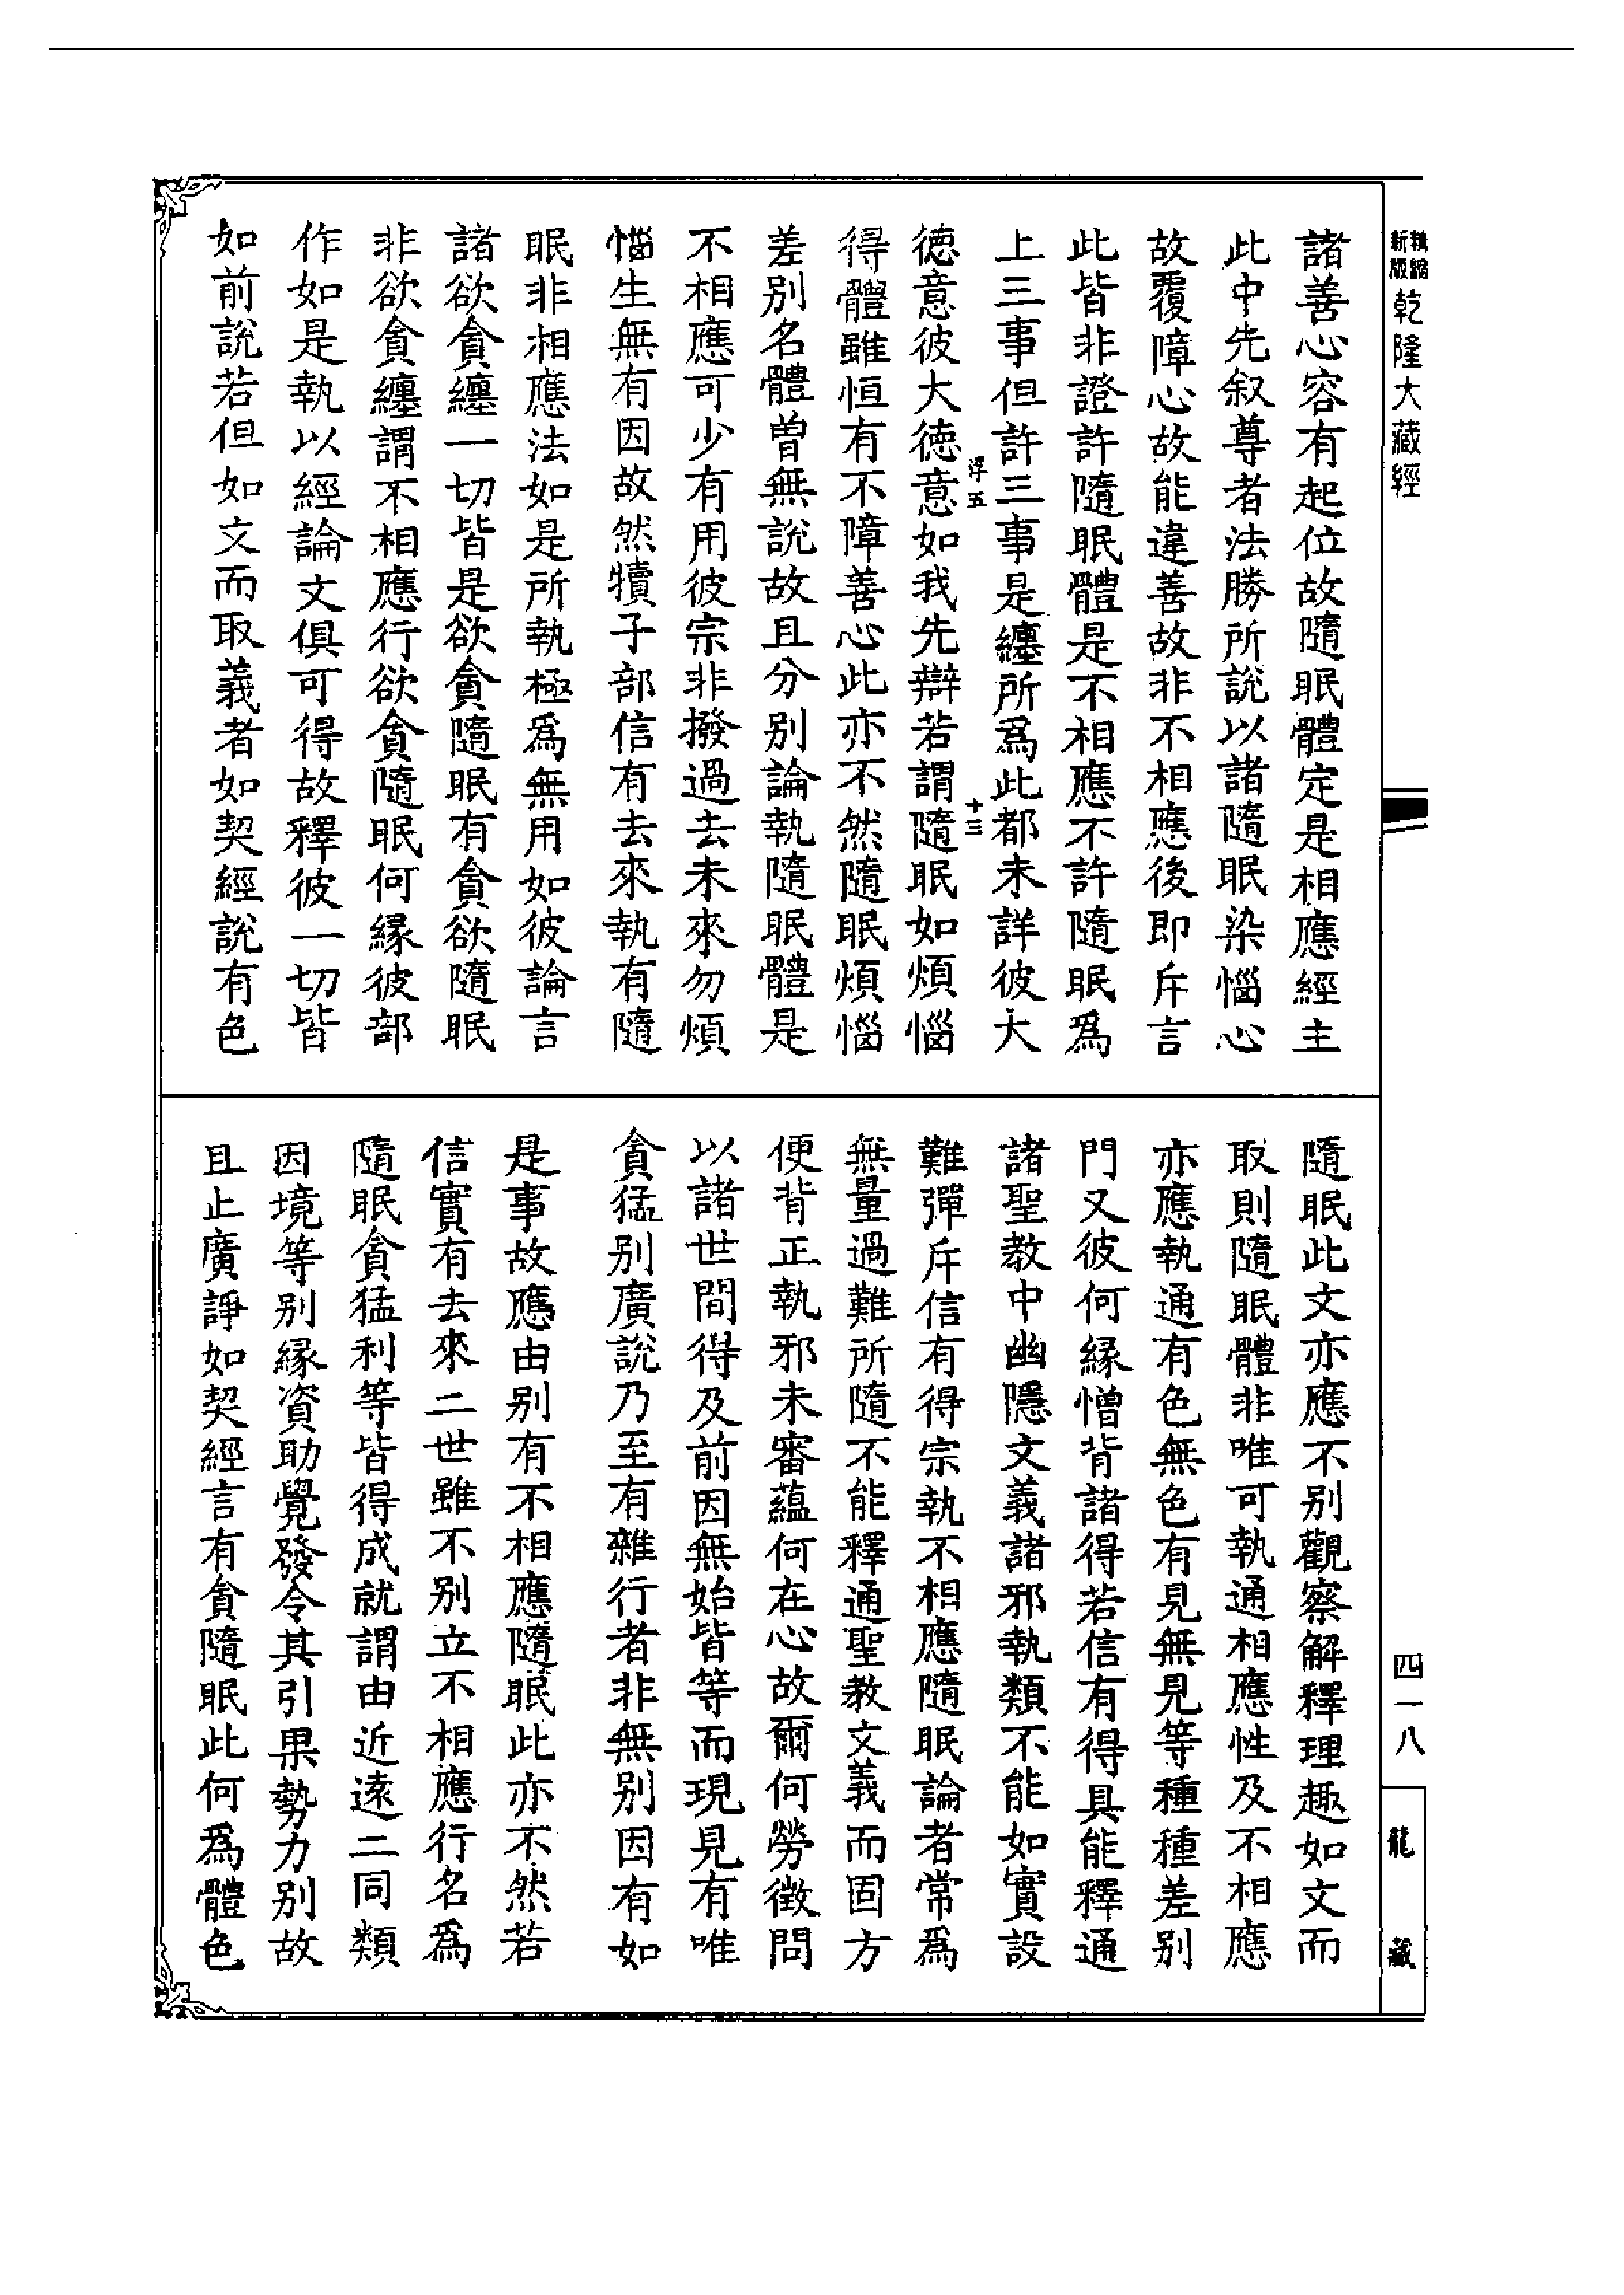 新版 精縮 乾隆大藏經
諸善心容有起位故隨眠體定是相應經主
此中先叙尊者法勝所說以諸隨眠染惱心
故覆障心故能違善故非不相應後即斥言
此皆非證許隨眠體是不相應不許隨眠爲
上三事但許三事是纏所爲此都未詳彼大
浮五 十三
德意彼大德意如我先辯若謂隨眠如煩惱
得體雖恒有不障善心此亦不然隨眠煩惱
差別名體曾無說故且分別論執隨眠體是
不相應可少有用彼宗非撥過去未來勿煩
惱生無有因故然犢子部信有去來執有隨
眠非相應法如是所執極爲無用如彼論言
諸欲貪纏一切皆是欲貪隨眠有貪欲隨眠
非欲貪纏謂不相應行欲貪隨眠何緣彼部
作如是執以經論文俱可得故釋彼一切皆
如前說若但如文而取義者如契經說有色
隨眠此文亦應不別觀察解釋理趣如文而
取則隨眠體非唯可執通相應性及不相應
亦應執通有色無色有見無見等種種差別
門又彼何緣憎背諸得若信有得具能釋通
諸聖教中幽隱文義諸邪執類不能如實設
難彈斥信有得宗執不相應隨眠論者常爲
無量過難所隨不能釋通聖教文義而固方
便背正執邪未審蘊何在心故爾何勞徵問
以諸世間得及前因無始皆等而現見有唯
貪猛別廣說乃至有雜行者非無別因有如
是事故應由別有不相應隨眠此亦不然若
信實有去來二世雖不別立不相應行名爲
隨眠貪猛利等皆得成就謂由近遠二同類
因境等別緣資助覺發令其引果勢力別故
且止廣諍如契經言有貪隨眠此何爲體色
四一八
龍藏